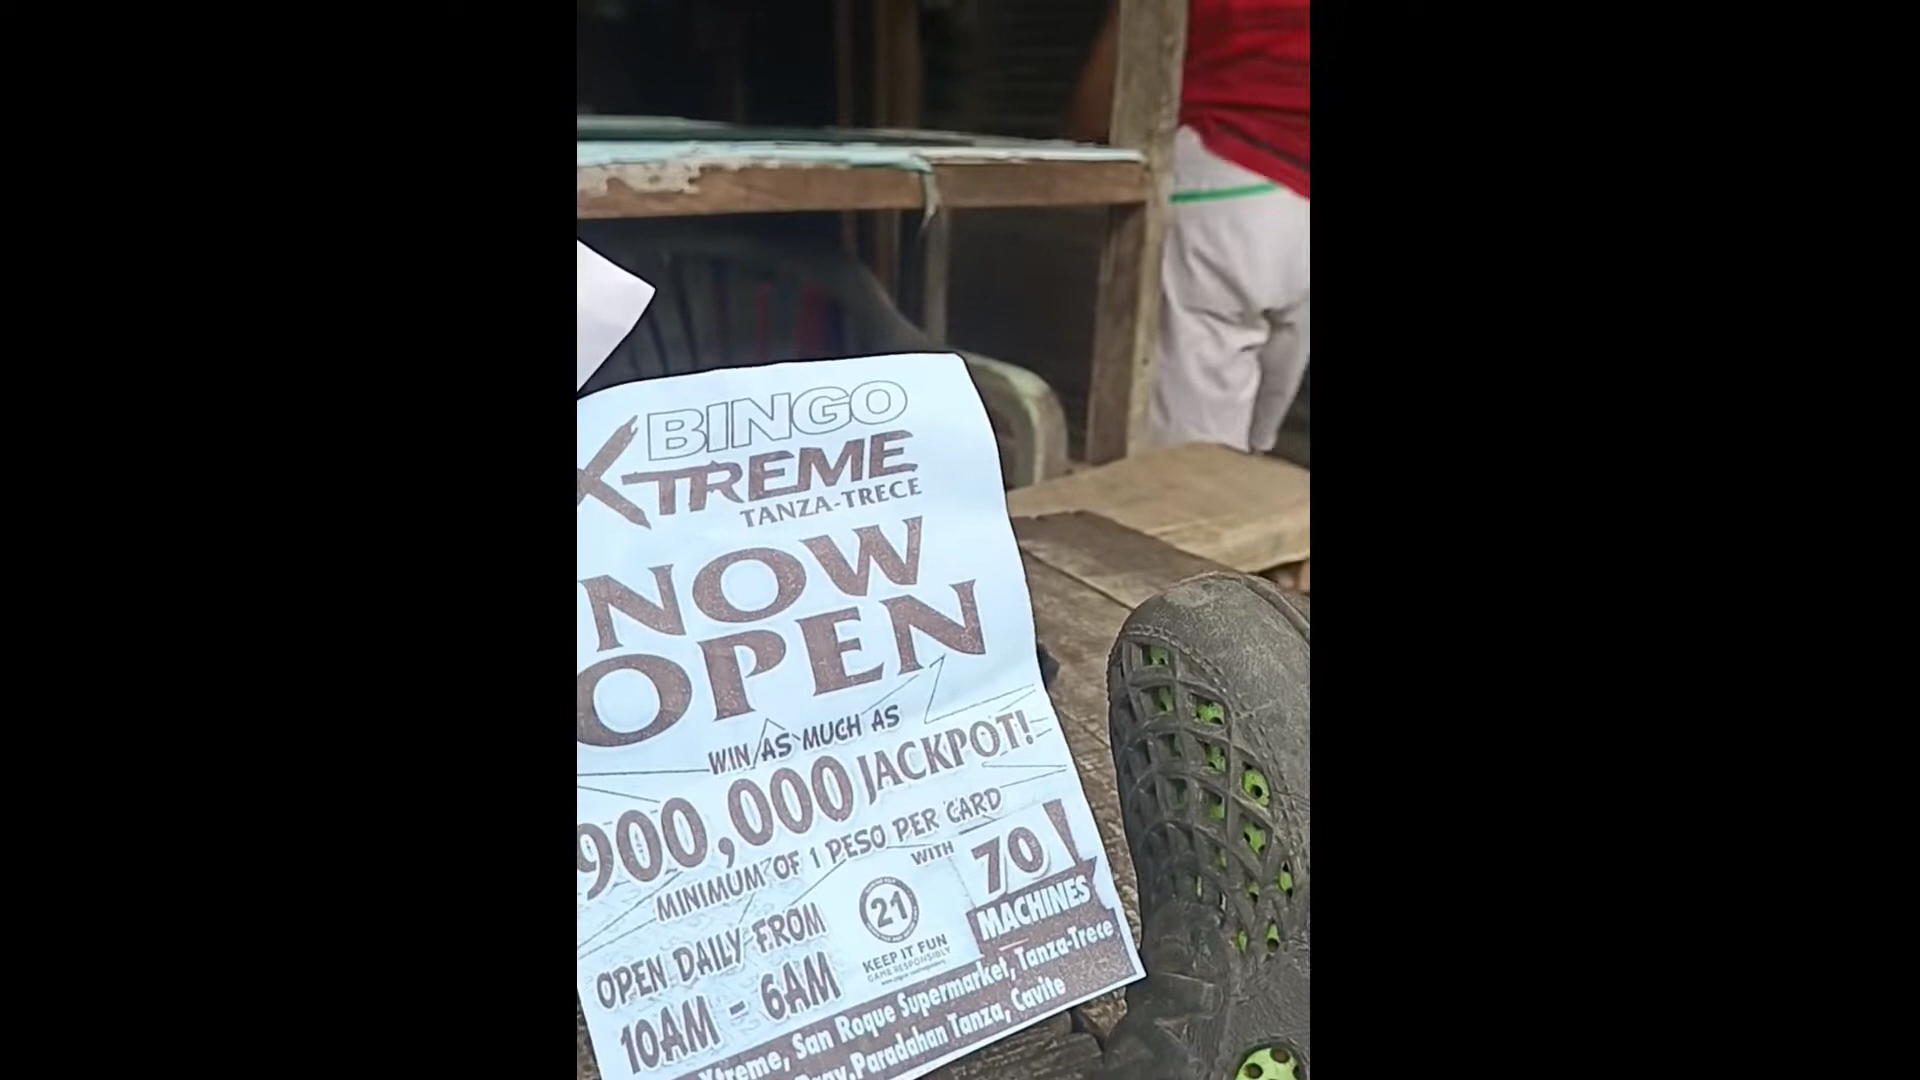 BINGO
XTREME
TANZA-TRECE
NOW
OPEN
WIN AS MUCH AS
900,000 JACKPOT!
MINIMUM OF 1 PESO PER CARD
WITH 70
MACHINES
21
KEEP IT FUN
GAME RESPONSIBLY
OPEN DAILY FROM
10AM - 6AM
Xtreme, San Roque Supermarket, Tanza-Trece
Brgy. Paradahan Tanza, Cavite